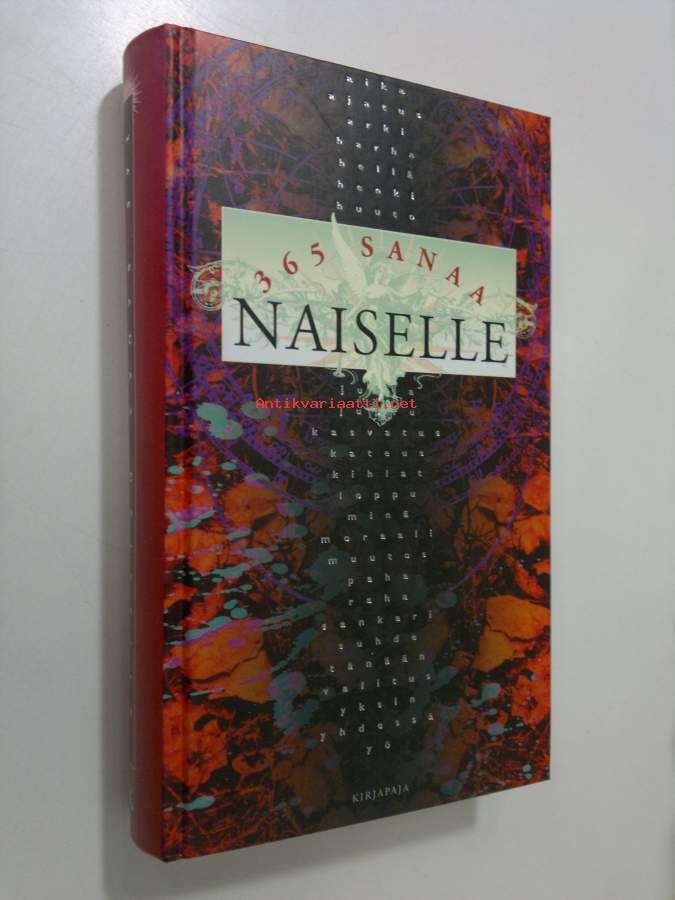 aika
ajatus
arki
harha
hellä
henki
huuto
365 SANAA
NAISELLE
Antikvariaatti.net
kasvatus
kateus
kihlat
loppu
minä
moraali
muutos
paha
raha
sankari
suhde
tänään
valitus
yksin
yhdessä
yö
KIRJAPAJA